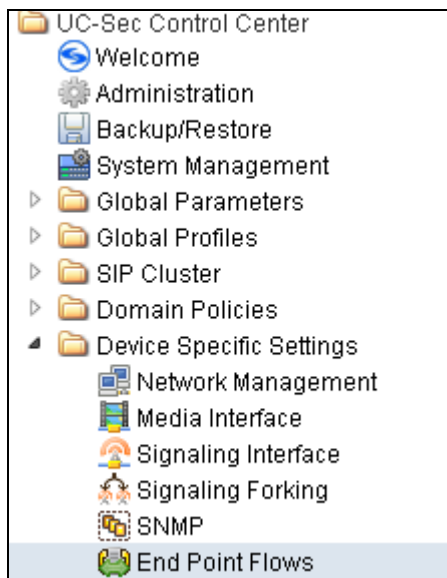 UC-Sec Control Center
Welcome
Administration
Backup/Restore
System Management
Global Parameters
Global Profiles
SIP Cluster
Domain Policies
Device Specific Settings
Network Management
Media Interface
Signaling Interface
Signaling Forking
SNMP
End Point Flows